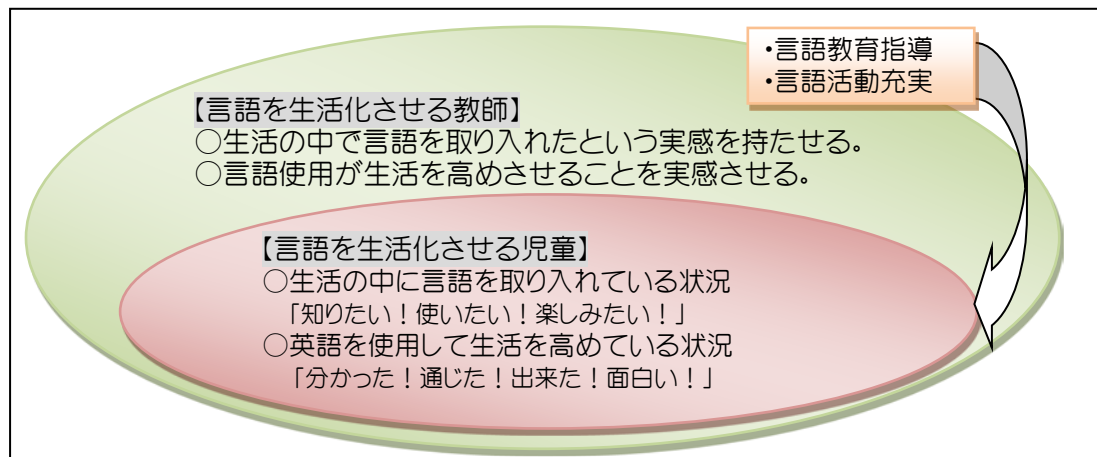 ・言語教育指導
・言語活動充実
【言語を生活化させる教師】
○生活の中で言語を取り入れたという実感を持たせる。
○言語使用が生活を高めさせることを実感させる。
【言語を生活化させる児童】
○生活の中に言語を取り入れている状況
「知りたい！使いたい！楽しみたい！」
○英語を使用して生活を高めている状況
「分かった！通じた！出来た！面白い！」